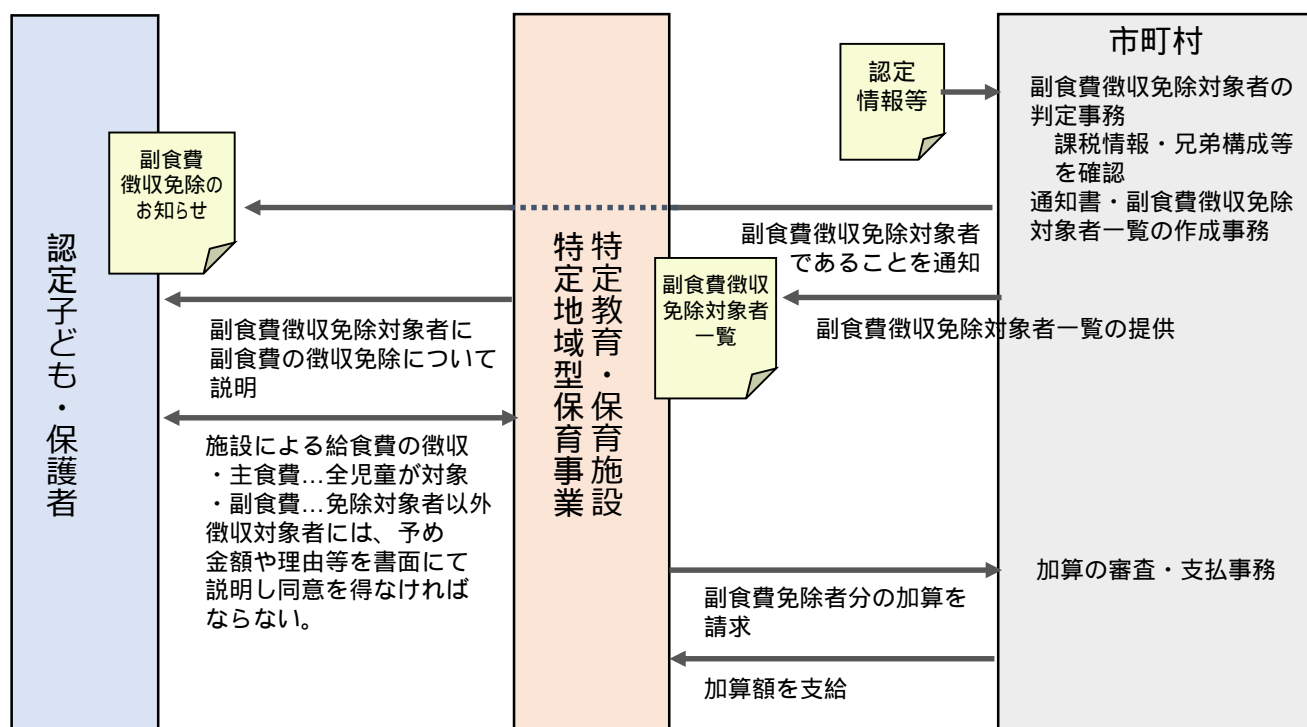 市町村
認定
情報等
副食費徴収免除対象者の
判定事務
課税情報・兄弟構成等
を確認
通知書・副食費徴収免除
対象者一覧の作成事務
副食費
徴収免除の
お知らせ
認定子ども・保護者
特定教育・保育施設
特定地域型保育事業
副食費徴収免除対象者
であることを通知
副食費徴収
免除対象者
一覧
副食費徴収免除対象者一覧の提供
副食費徴収免除対象者に
副食費の徴収免除について
説明
施設による給食費の徴収
・主食費…全児童が対象
・副食費…免除対象者以外
徴収対象者には、予め
金額や理由等を書面にて
説明し同意を得なければ
ならない。
副食費免除者分の加算を
請求
加算の審査・支払事務
加算額を支給